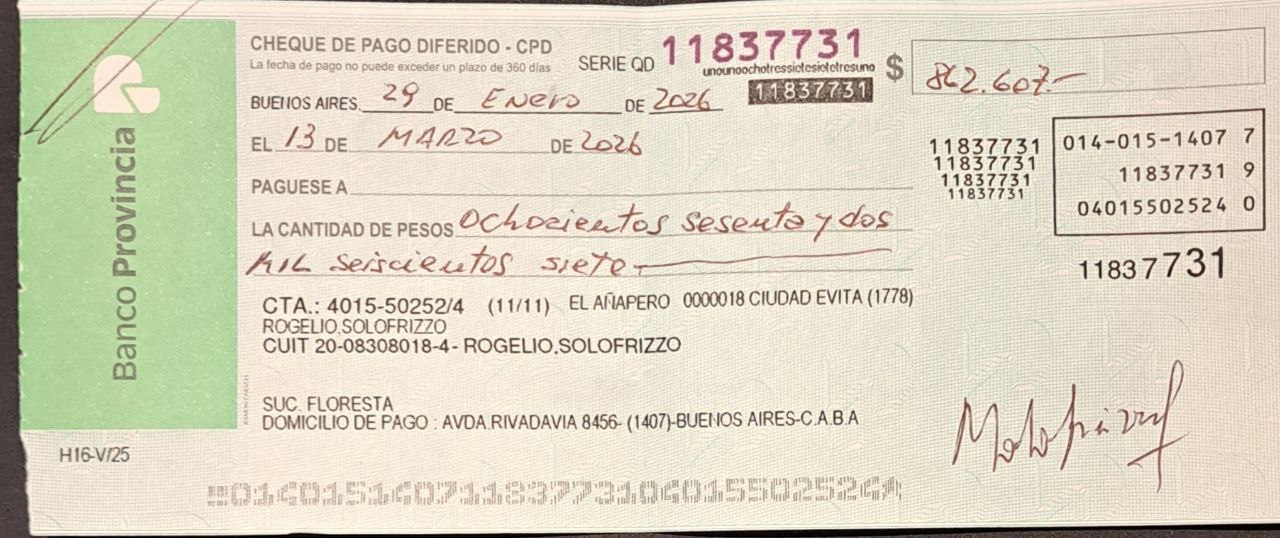 Banco Provincia
CHEQUE DE PAGO DIFERIDO - CPD
La fecha de pago no puede exceder un plazo de 360 días
SERIE QD 11837731
unounoochotressietesietetresuno
11837731
$ 862.607.-
BUENOS AIRES, 29 DE Enero DE 2026
EL 13 DE MARZO DE 2026
PAGUESE A
LA CANTIDAD DE PESOS Ochocientos sesenta y dos
MIL seiscientos siete
11837731
11837731
11837731
11837731
014-015-1407 7
11837731 9
04015502524 0
11837731
CTA.: 4015-50252/4 (11/11) EL AÑAPERO 0000018 CIUDAD EVITA (1778)
ROGELIO,SOLOFRIZZO
CUIT 20-08308018-4- ROGELIO,SOLOFRIZZO
SUC. FLORESTA
DOMICILIO DE PAGO : AVDA.RIVADAVIA 8456- (1407)-BUENOS AIRES-C.A.B.A
H16-V/25